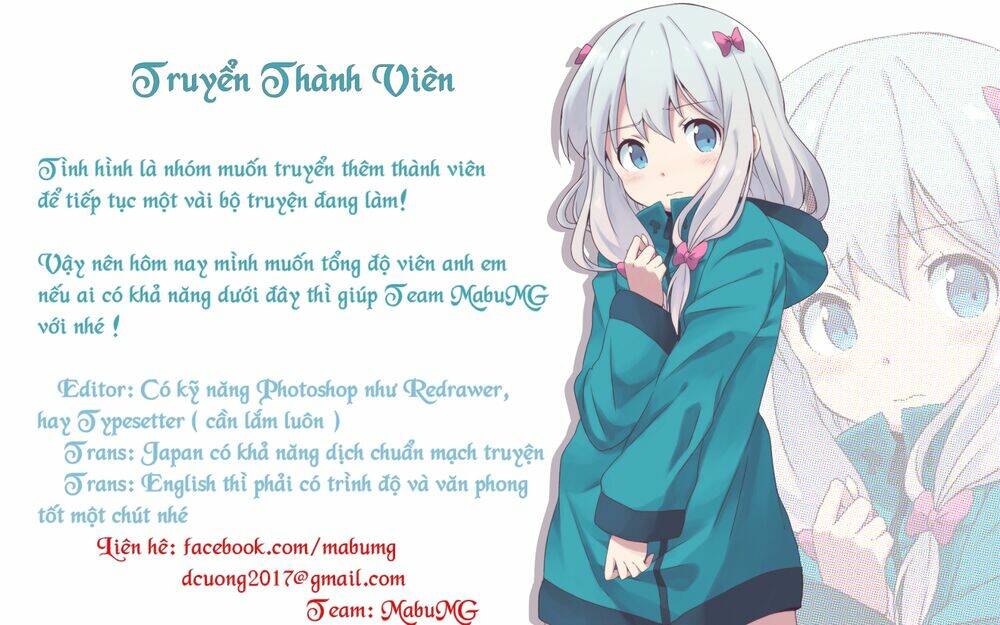 Truyển Thành Viên
Tình hình là nhóm muốn truyển thêm thành viên
để tiếp tục một vài bộ truyện đang làm!
Vậy nên hôm nay mình muốn tổng độ viên anh em
nếu ai có khả năng dưới đây thì giúp Team MabuMG
với nhé !
Editor: Có kỹ năng Photoshop như Redrawer,
hay Typesetter ( cần lắm luôn )
Trans: Japan có khả năng dịch chuẩn mạch truyện
Trans: English thì phải có trình độ và văn phong
tốt một chút nhé
Liên hê: facebook.com/mabumg
dcuong2017@gmail.com
Team: MabuMG